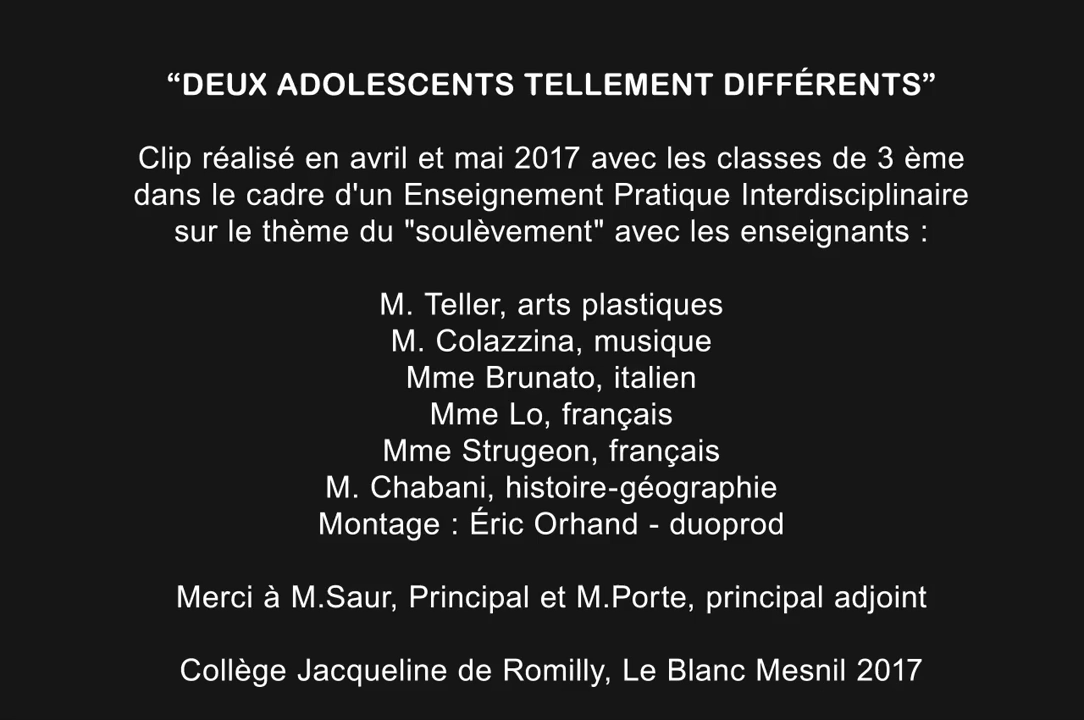 “DEUX ADOLESCENTS TELLEMENT DIFFÉRENTS”
Clip réalisé en avril et mai 2017 avec les classes de 3 ème
dans le cadre d'un Enseignement Pratique Interdisciplinaire
sur le thème du "soulèvement" avec les enseignants :
M. Teller, arts plastiques
M. Colazzina, musique
Mme Brunato, italien
Mme Lo, français
Mme Strugeon, français
M. Chabani, histoire-géographie
Montage : Éric Orhand - duoprod
Merci à M.Saur, Principal et M.Porte, principal adjoint
Collège Jacqueline de Romilly, Le Blanc Mesnil 2017